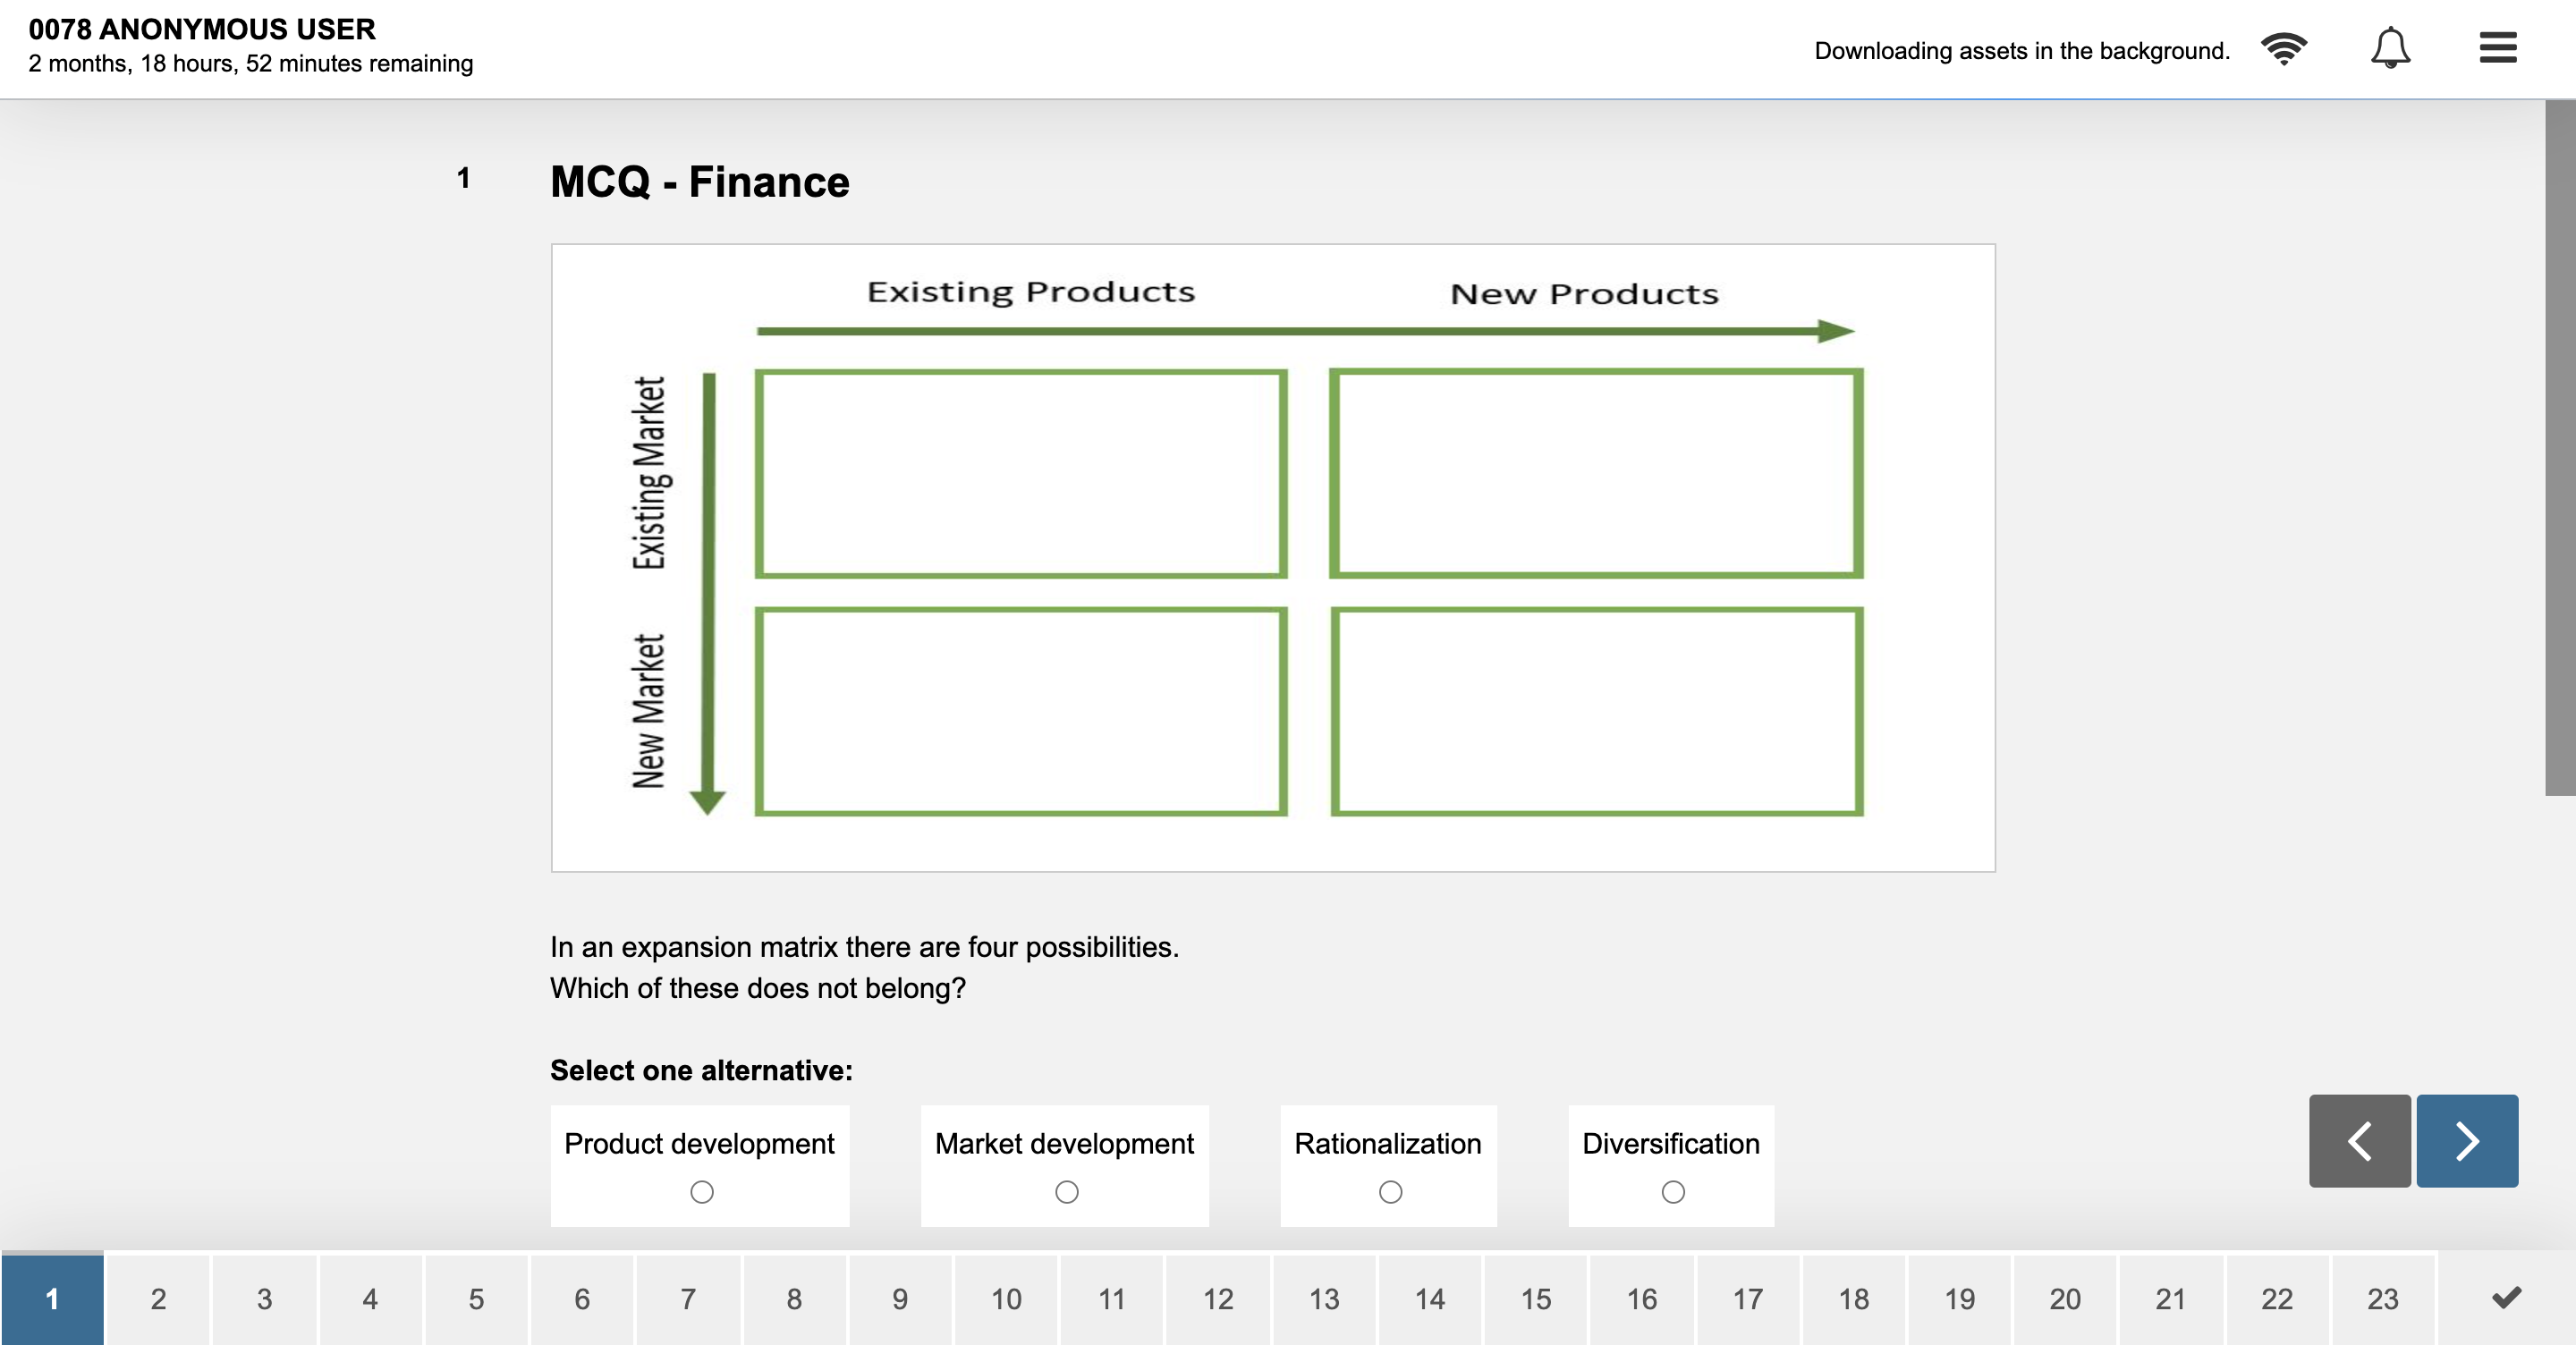 0078 ANONYMOUS USER
2 months, 18 hours, 52 minutes remaining
Downloading assets in the background.
1
MCQ - Finance
Existing Products
New Products
Existing Market
New Market
In an expansion matrix there are four possibilities.
Which of these does not belong?
Select one alternative:
Product development
Market development
Rationalization
Diversification
1 2 3 4 5 6 7 8 9 10 11 12 13 14 15 16 17 18 19 20 21 22 23